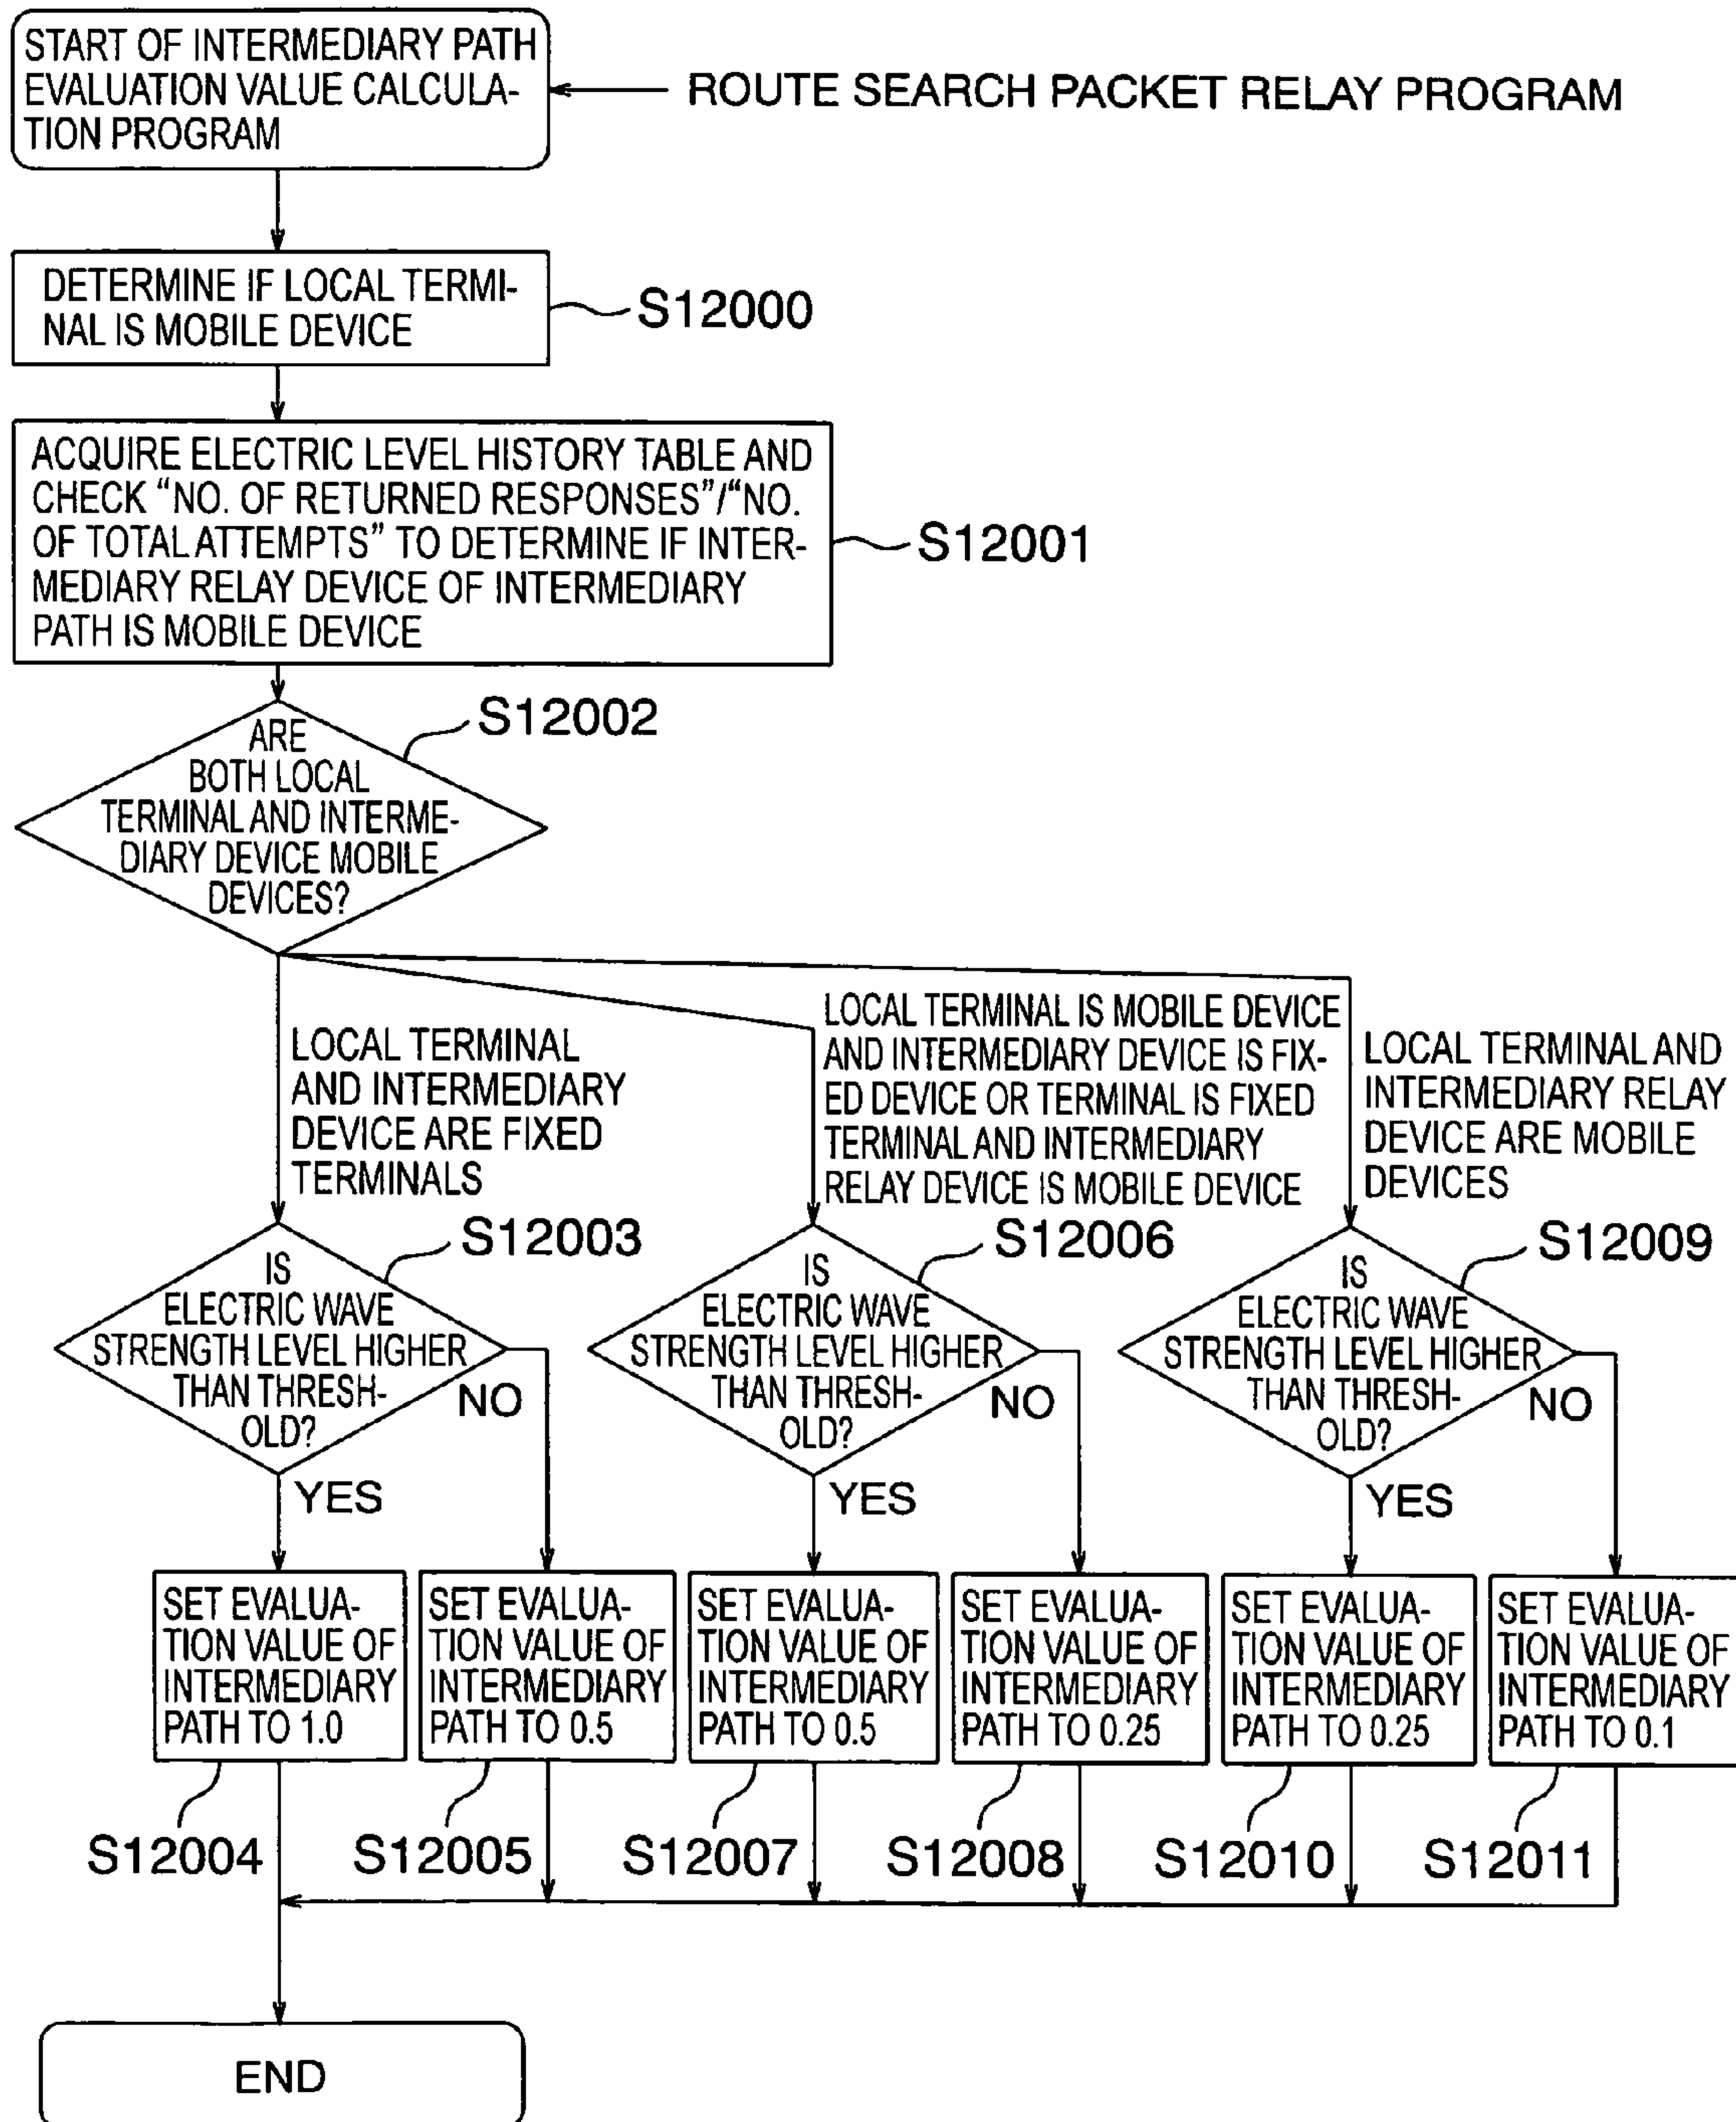 START OF INTERMEDIARY PATH
EVALUATION VALUE CALCULA-
TION PROGRAM
ROUTE SEARCH PACKET RELAY PROGRAM
DETERMINE IF LOCAL TERMI-
NAL IS MOBILE DEVICE
S12000
ACQUIRE ELECTRIC LEVEL HISTORY TABLE AND
CHECK “NO. OF RETURNED RESPONSES”/“NO.
OF TOTAL ATTEMPTS” TO DETERMINE IF INTER-
MEDIARY RELAY DEVICE OF INTERMEDIARY
PATH IS MOBILE DEVICE
S12001
S12002
ARE
BOTH LOCAL
TERMINAL AND INTERME-
DIARY DEVICE MOBILE
DEVICES?
LOCAL TERMINAL
AND INTERMEDIARY
DEVICE ARE FIXED
TERMINALS
LOCAL TERMINAL IS MOBILE DEVICE
AND INTERMEDIARY DEVICE IS FIX-
ED DEVICE OR TERMINAL IS FIXED
TERMINAL AND INTERMEDIARY
RELAY DEVICE IS MOBILE DEVICE
LOCAL TERMINAL AND
INTERMEDIARY RELAY
DEVICE ARE MOBILE
DEVICES
S12003
IS
ELECTRIC WAVE
STRENGTH LEVEL HIGHER
THAN THRESH-
OLD?
NO
YES
S12006
IS
ELECTRIC WAVE
STRENGTH LEVEL HIGHER
THAN THRESH-
OLD?
NO
YES
S12009
IS
ELECTRIC WAVE
STRENGTH LEVEL HIGHER
THAN THRESH-
OLD?
NO
YES
SET EVALUA-
TION VALUE OF
INTERMEDIARY
PATH TO 1.0
SET EVALUA-
TION VALUE OF
INTERMEDIARY
PATH TO 0.5
SET EVALUA-
TION VALUE OF
INTERMEDIARY
PATH TO 0.5
SET EVALUA-
TION VALUE OF
INTERMEDIARY
PATH TO 0.25
SET EVALUA-
TION VALUE OF
INTERMEDIARY
PATH TO 0.25
SET EVALUA-
TION VALUE OF
INTERMEDIARY
PATH TO 0.1
S12004
S12005
S12007
S12008
S12010
S12011
END